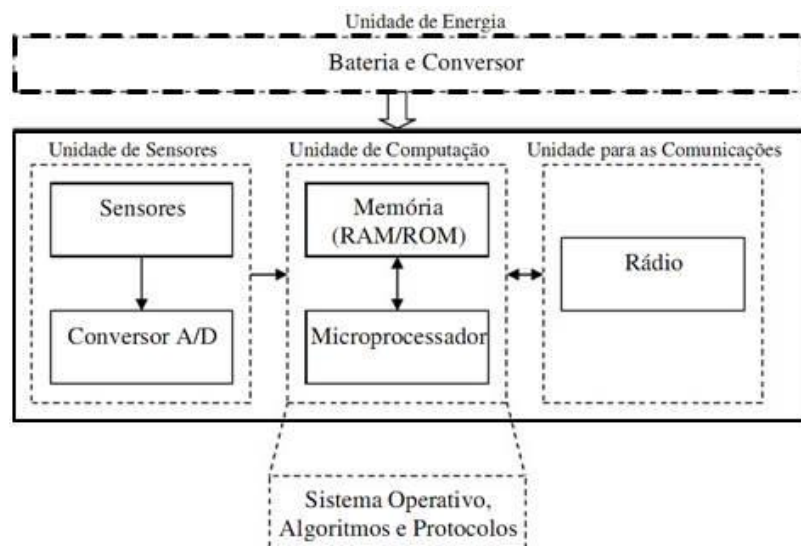 Unidade de Energia
Bateria e Conversor
Unidade de Sensores
Unidade de Computação
Unidade para as Comunicações
Sensores
Conversor A/D
Memória
(RAM/ROM)
Microprocessador
Rádio
Sistema Operativo,
Algoritmos e Protocolos